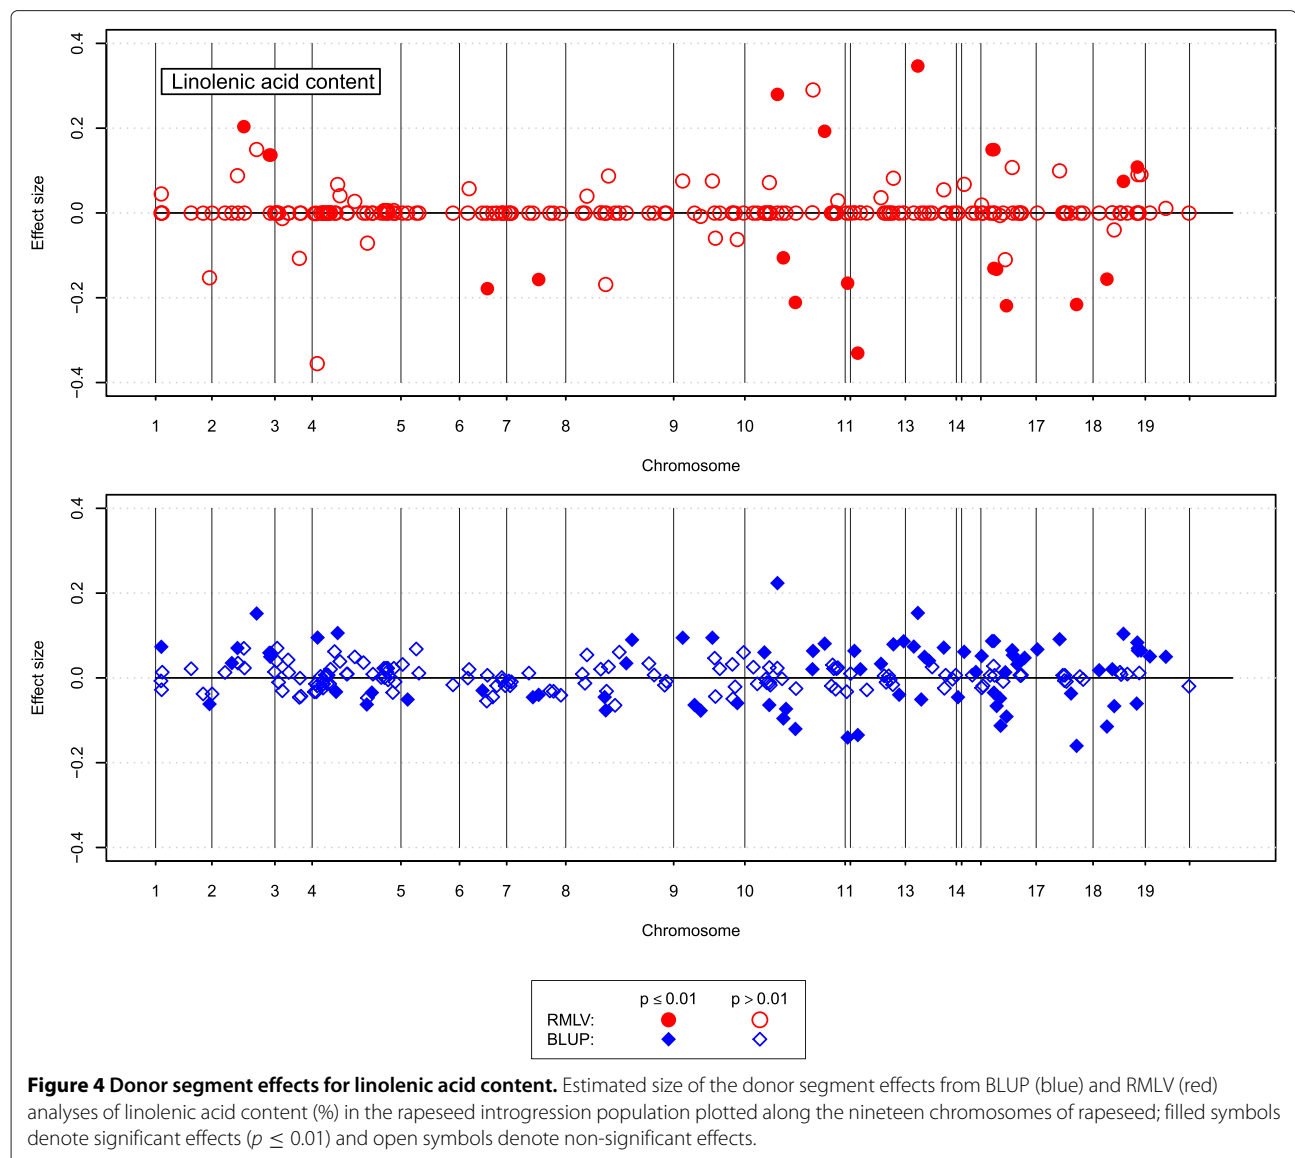 Linolenic acid content
Effect size
0.4
0.2
0.0
−0.2
−0.4
1 2 3 4 5 6 7 8 9 10 11 13 14 17 18 19
Chromosome
Effect size
0.4
0.2
0.0
−0.2
−0.4
1 2 3 4 5 6 7 8 9 10 11 13 14 17 18 19
Chromosome
p ≤ 0.01 p > 0.01
RMLV:
BLUP:
Figure 4 Donor segment effects for linolenic acid content. Estimated size of the donor segment effects from BLUP (blue) and RMLV (red)
analyses of linolenic acid content (%) in the rapeseed introgression population plotted along the nineteen chromosomes of rapeseed; filled symbols
denote significant effects (p ≤ 0.01) and open symbols denote non-significant effects.